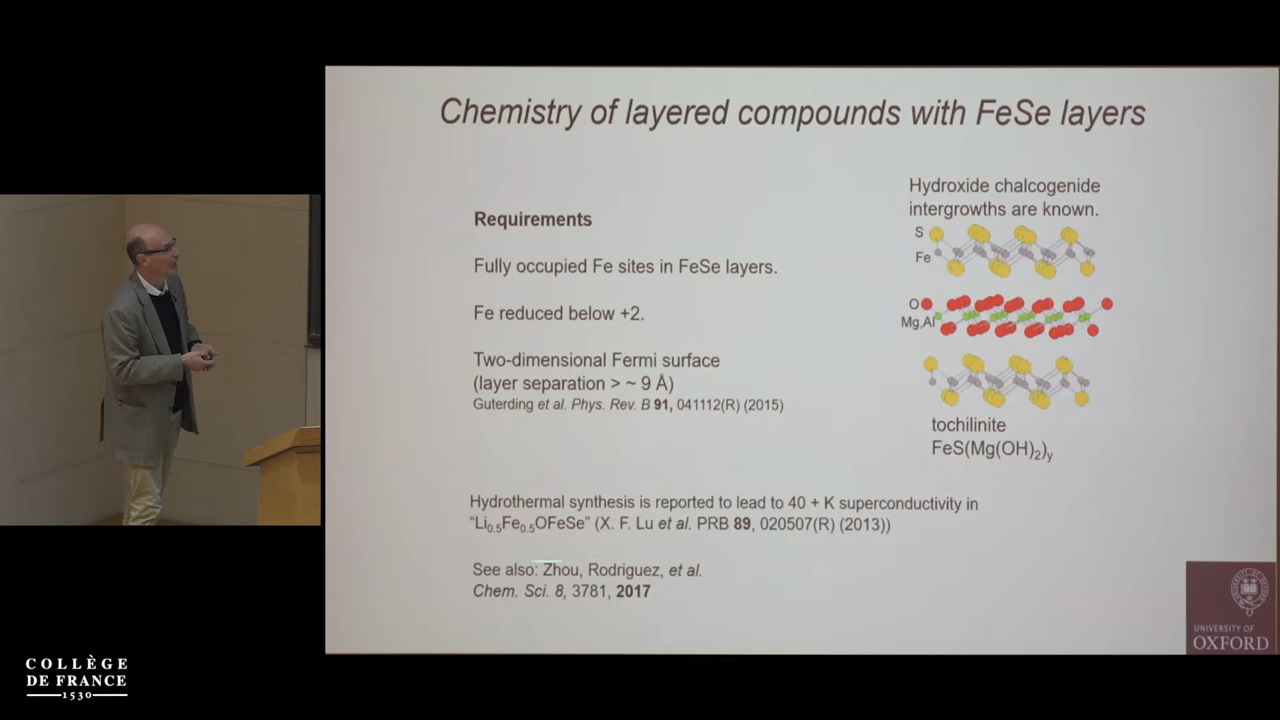 Chemistry of layered compounds with FeSe layers
Requirements
Fully occupied Fe sites in FeSe layers.
Fe reduced below +2.
Two-dimensional Fermi surface
(layer separation > ~ 9 Å)
Guterding et al. Phys. Rev. B 91, 041112(R) (2015)
Hydroxide chalcogenide
intergrowths are known.
S
Fe
O
Mg,Al
tochilinite
FeS(Mg(OH)₂)y
Hydrothermal synthesis is reported to lead to 40 + K superconductivity in
“Li₀.₅Fe₀.₅OFeSe” (X. F. Lu et al. PRB 89, 020507(R) (2013))
See also: Zhou, Rodriguez, et al.
Chem. Sci. 8, 3781, 2017
UNIVERSITY OF
OXFORD
COLLÈGE
DE FRANCE
1530